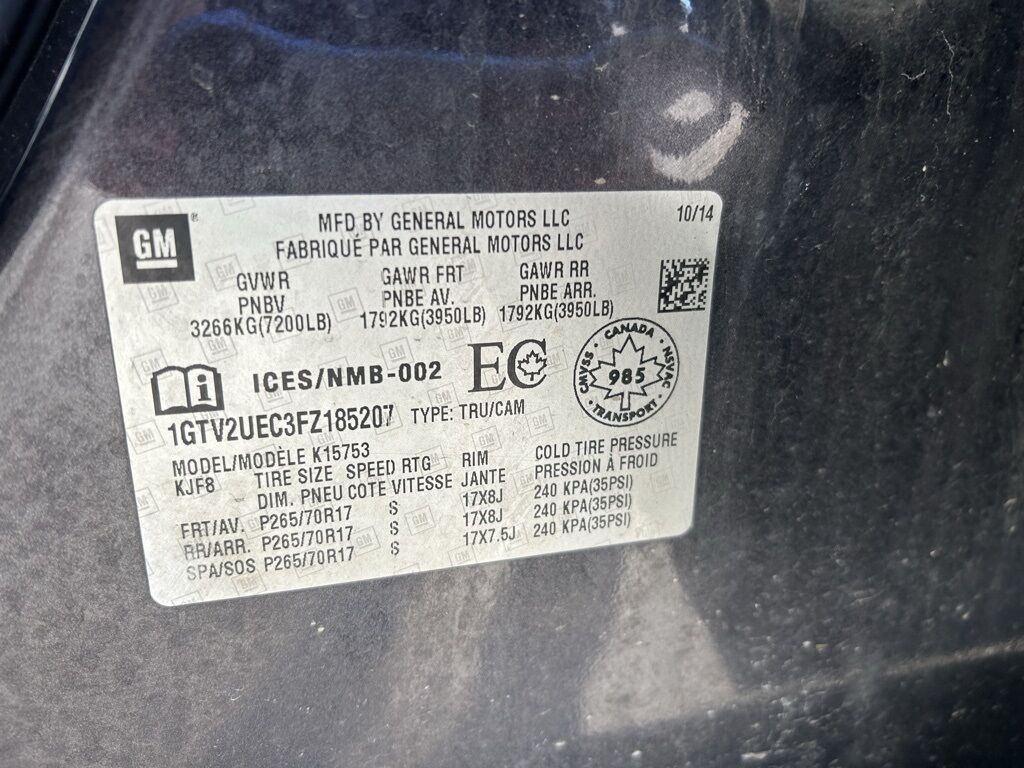 GM
MFD BY GENERAL MOTORS LLC
10/14
FABRIQUÉ PAR GENERAL MOTORS LLC
GVWR GAWR FRT GAWR RR
PNBV PNBE AV. PNBE ARR.
3266KG(7200LB) 1792KG(3950LB) 1792KG(3950LB)
ICES/NMB-002 EC
CANADA
CMVSS 985 NSVAC
TRANSPORT
1GTV2UEC3FZ185207 TYPE: TRU/CAM
MODEL/MODÈLE K15753
KJF8 TIRE SIZE SPEED RTG RIM COLD TIRE PRESSURE
DIM. PNEU COTE VITESSE JANTE PRESSION À FROID
FRT/AV. P265/70R17 S 17X8J 240 KPA(35PSI)
RR/ARR. P265/70R17 S 17X8J 240 KPA(35PSI)
SPA/SOS P265/70R17 S 17X7.5J 240 KPA(35PSI)